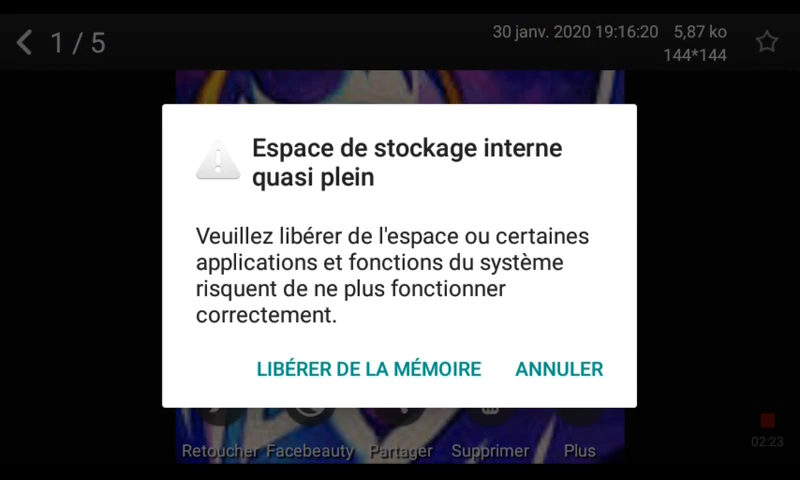 1 / 5
30 janv. 2020 19:16:20 5,87 ko
144*144
Espace de stockage interne
quasi plein
Veuillez libérer de l'espace ou certaines
applications et fonctions du système
risquent de ne plus fonctionner
correctement.
LIBÉRER DE LA MÉMOIRE ANNULER
Retoucher Facebeauty Partager Supprimer Plus
02:23